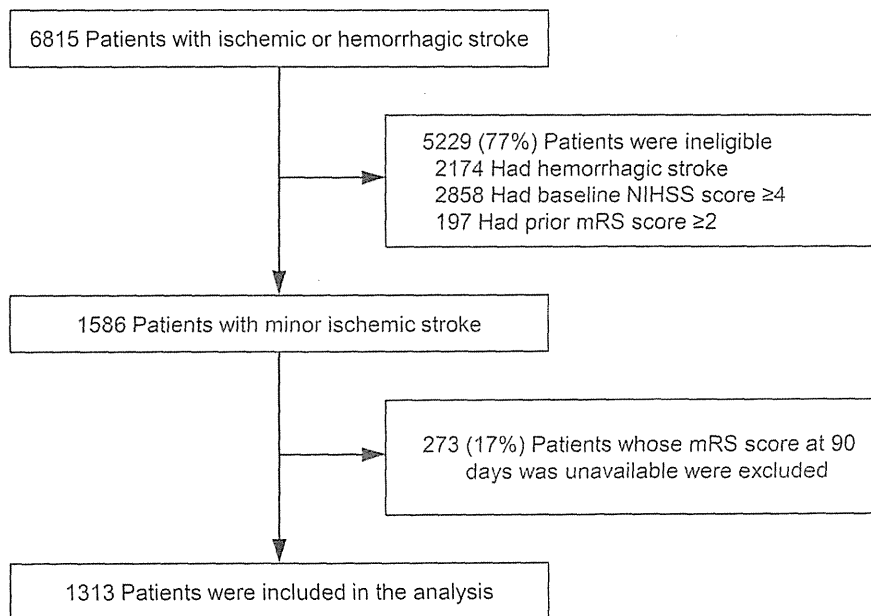 6815 Patients with ischemic or hemorrhagic stroke
5229 (77%) Patients were ineligible
2174 Had hemorrhagic stroke
2858 Had baseline NIHSS score ≥4
197 Had prior mRS score ≥2
1586 Patients with minor ischemic stroke
273 (17%) Patients whose mRS score at 90
days was unavailable were excluded
1313 Patients were included in the analysis